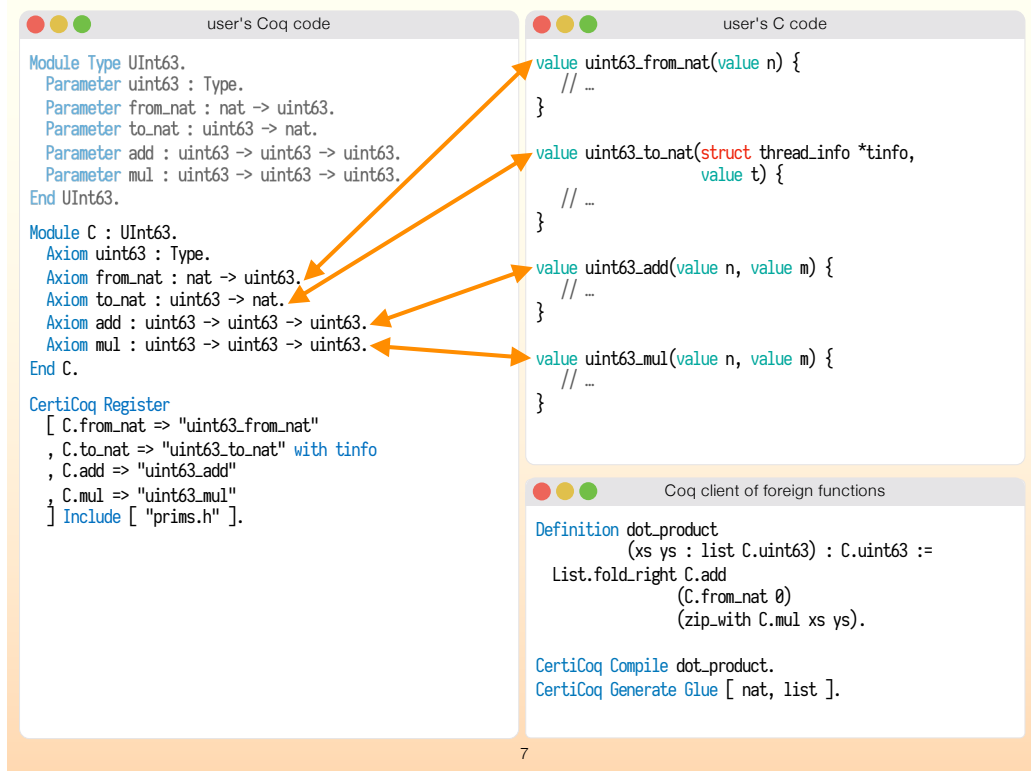 user's Coq code
Module Type UInt63.
Parameter uint63 : Type.
Parameter from_nat : nat -> uint63.
Parameter to_nat : uint63 -> nat.
Parameter add : uint63 -> uint63 -> uint63.
Parameter mul : uint63 -> uint63 -> uint63.
End UInt63.
Module C : UInt63.
Axiom uint63 : Type.
Axiom from_nat : nat -> uint63.
Axiom to_nat : uint63 -> nat.
Axiom add : uint63 -> uint63 -> uint63.
Axiom mul : uint63 -> uint63 -> uint63.
End C.
CertiCoq Register
[ C.from_nat => "uint63_from_nat"
, C.to_nat => "uint63_to_nat" with tinfo
, C.add => "uint63_add"
, C.mul => "uint63_mul"
] Include [ "prims.h" ].
user's C code
value uint63_from_nat(value n) {
// …
}
value uint63_to_nat(struct thread_info *tinfo,
value t) {
// …
}
value uint63_add(value n, value m) {
// …
}
value uint63_mul(value n, value m) {
// …
}
Coq client of foreign functions
Definition dot_product
(xs ys : list C.uint63) : C.uint63 :=
List.fold_right C.add
(C.from_nat 0)
(zip_with C.mul xs ys).
CertiCoq Compile dot_product.
CertiCoq Generate Glue [ nat, list ].
7